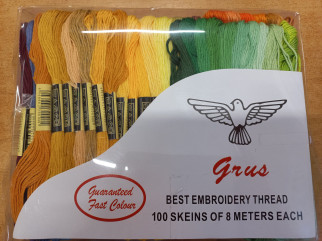 Grus
Guaranteed
Fast Colour
BEST EMBROIDERY THREAD
100 SKEINS OF 8 METERS EACH